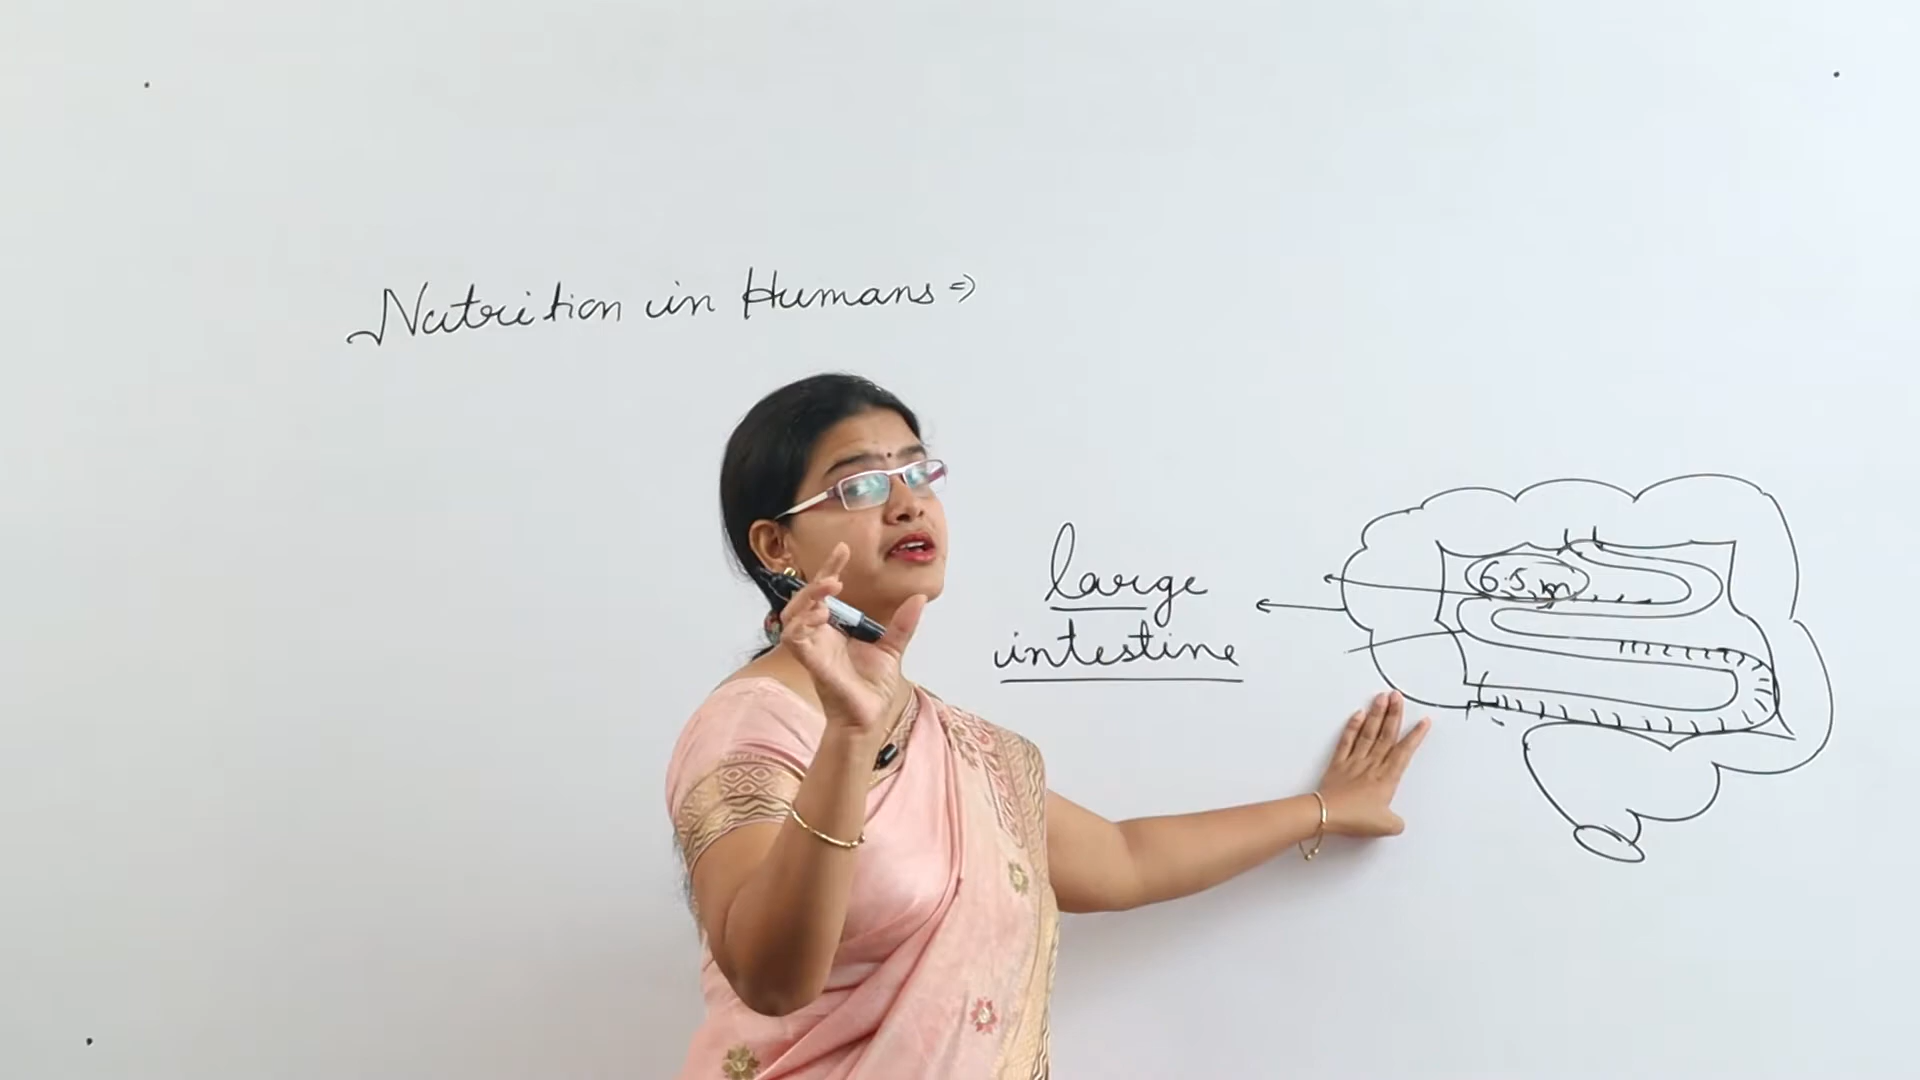 Nutrition in Humans ⇒
large
intestine
6.5 m